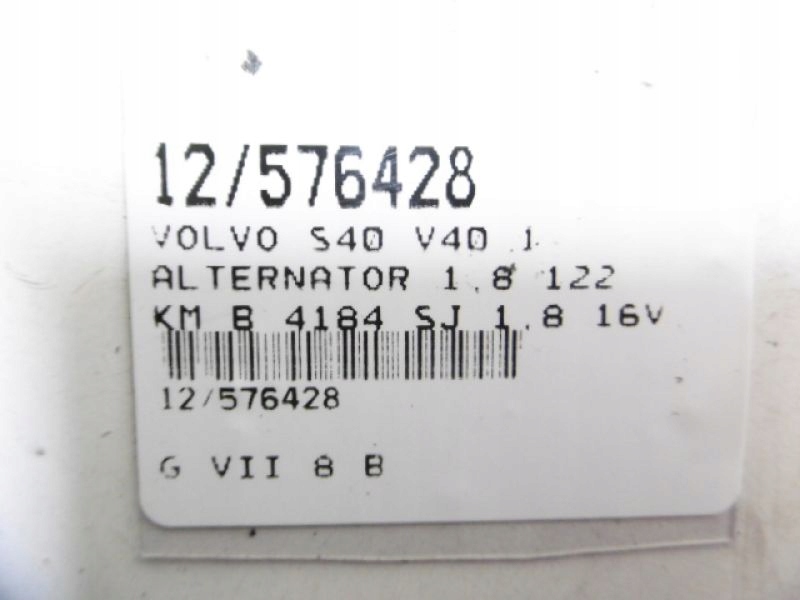 12/576428
VOLVO S40 V40 1
ALTERNATOR 1.8 122
KM B 4184 SJ 1.8 16V
12/576428
G VII 8 B